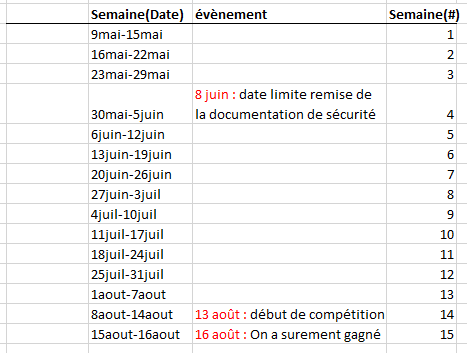 Semaine(Date) évènement Semaine(#)
9mai-15mai 1
16mai-22mai 2
23mai-29mai 3
8 juin : date limite remise de
30mai-5juin la documentation de sécurité 4
6juin-12juin 5
13juin-19juin 6
20juin-26juin 7
27juin-3juil 8
4juil-10juil 9
11juil-17juil 10
18juil-24juil 11
25juil-31juil 12
1aout-7aout 13
8aout-14aout 13 août : début de compétition 14
15aout-16aout 16 août : On a surement gagné 15